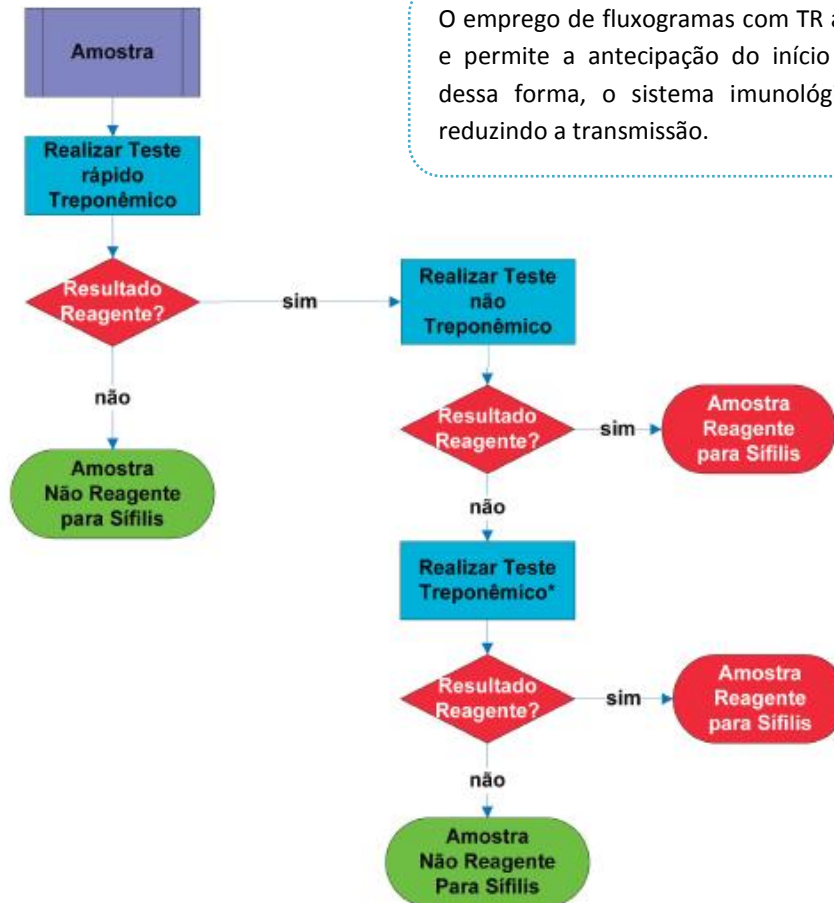 O emprego de fluxogramas com TR a
e permite a antecipação do início
dessa forma, o sistema imunológi
reduzindo a transmissão.
Amostra
Realizar Teste
rápido
Treponêmico
Resultado
Reagente?
sim
não
Amostra
Não Reagente
para Sífilis
Realizar Teste
não
Treponêmico
Resultado
Reagente?
sim
Amostra
Reagente
para Sífilis
não
Realizar Teste
Treponêmico*
Resultado
Reagente?
sim
Amostra
Reagente
para Sífilis
não
Amostra
Não Reagente
Para Sífilis